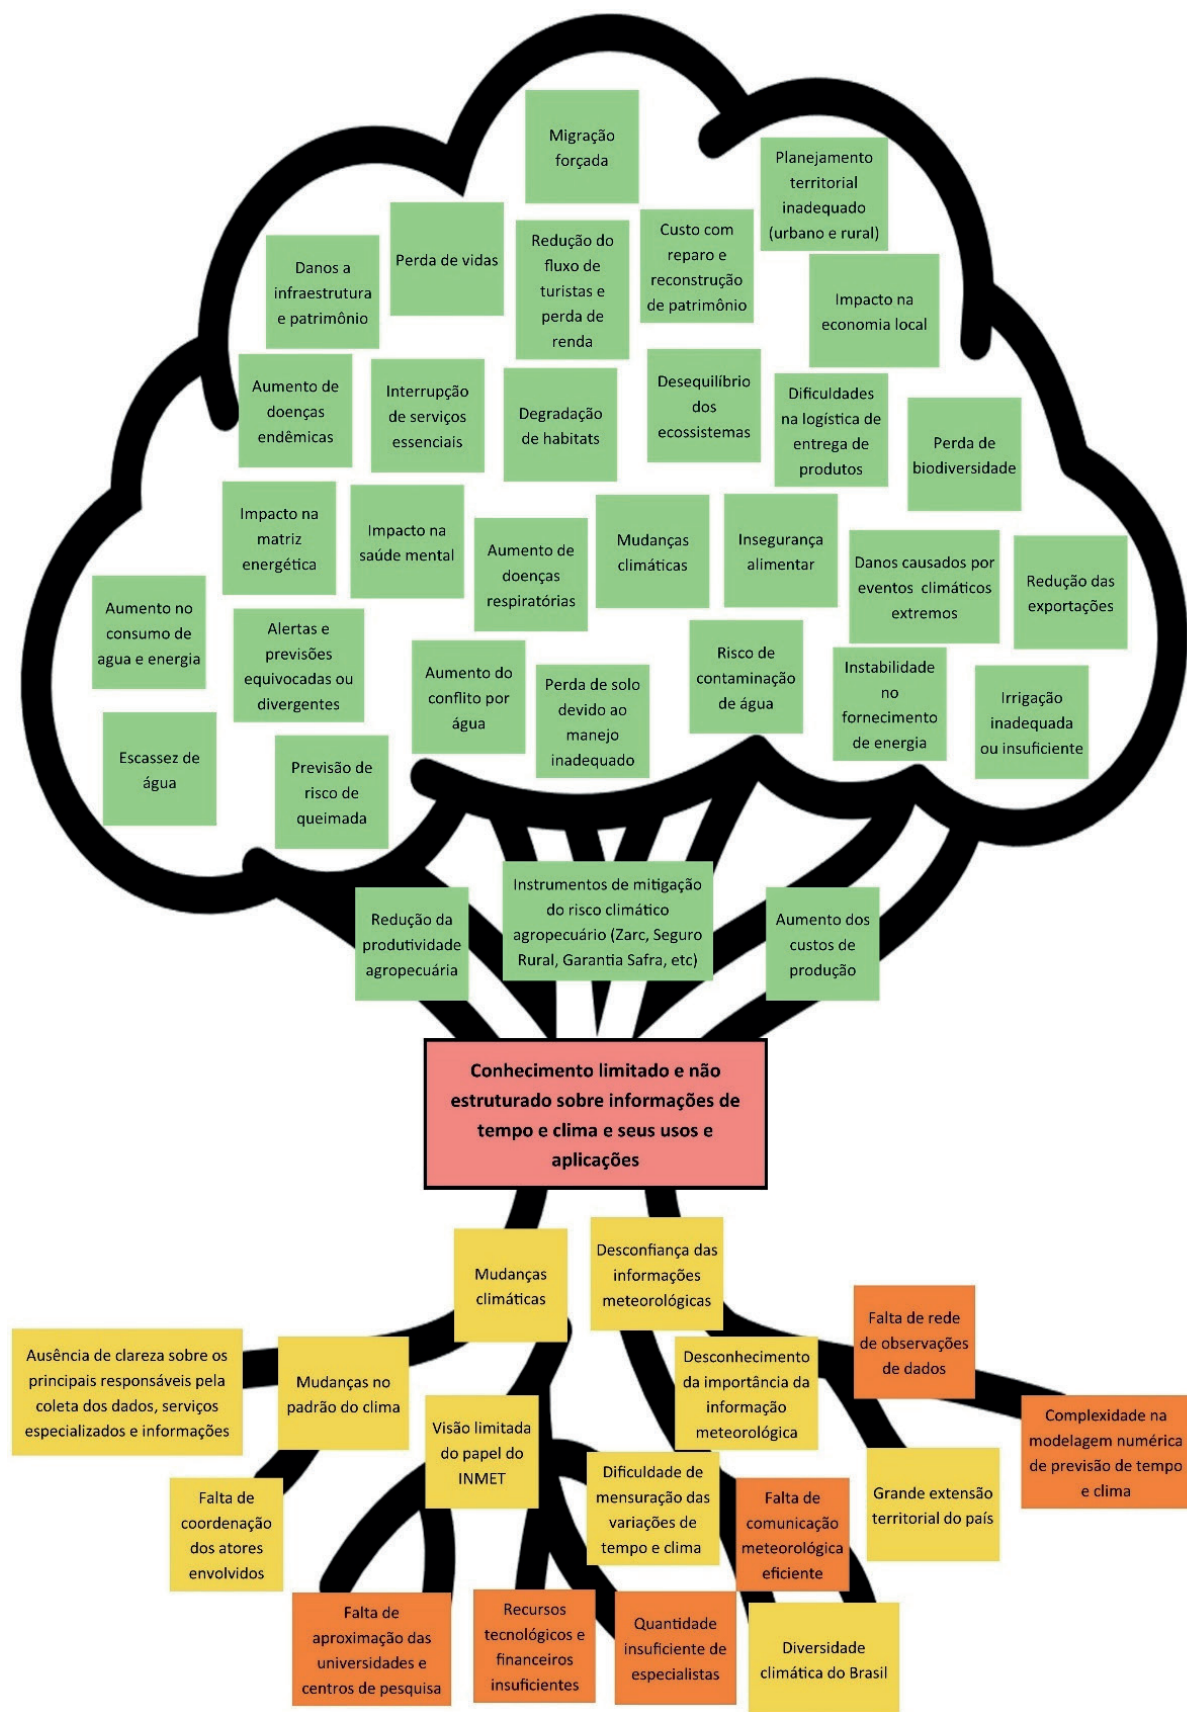 Migração
forçada
Planejamento
territorial
inadequado
(urbano e rural)
Perda de vidas
Redução do
fluxo de
turistas e
perda de
renda
Custo com
reparo e
reconstrução
de patrimônio
Danos a
infraestrutura
e patrimônio
Impacto na
economia local
Aumento de
doenças
endêmicas
Interrupção
de serviços
essenciais
Degradação
de habitats
Desequilíbrio
dos
ecossistemas
Dificuldades
na logística de
entrega de
produtos
Perda de
biodiversidade
Impacto na
matriz
energética
Impacto na
saúde mental
Aumento de
doenças
respiratórias
Mudanças
climáticas
Insegurança
alimentar
Danos causados por
eventos climáticos
extremos
Redução das
exportações
Aumento no
consumo de
agua e energia
Alertas e
previsões
equivocadas ou
divergentes
Aumento do
conflito por
água
Perda de solo
devido ao
manejo
inadequado
Risco de
contaminação
de água
Instabilidade
no
fornecimento
de energia
Irrigação
inadequada
ou insuficiente
Escassez de
água
Previsão de
risco de
queimada
Redução da
produtividade
agropecuária
Instrumentos de mitigação
do risco climático
agropecuário (Zarc, Seguro
Rural, Garantia Safra, etc)
Aumento dos
custos de
produção
Conhecimento limitado e não
estruturado sobre informações de
tempo e clima e seus usos e
aplicações
Mudanças
climáticas
Desconfiança das
informações
meteorológicas
Ausência de clareza sobre os
principais responsáveis pela
coleta dos dados, serviços
especializados e informações
Mudanças no
padrão do clima
Visão limitada
do papel do
INMET
Desconhecimento
da importância da
informação
meteorológica
Falta de rede
de observações
de dados
Complexidade na
modelagem numérica
de previsão de tempo
e clima
Falta de
coordenação
dos atores
envolvidos
Dificuldade de
mensuração das
variações de
tempo e clima
Falta de
comunicação
meteorológica
eficiente
Grande extensão
territorial do país
Falta de
aproximação das
universidades e
centros de pesquisa
Recursos
tecnológicos e
financeiros
insuficientes
Quantidade
insuficiente de
especialistas
Diversidade
climática do Brasil